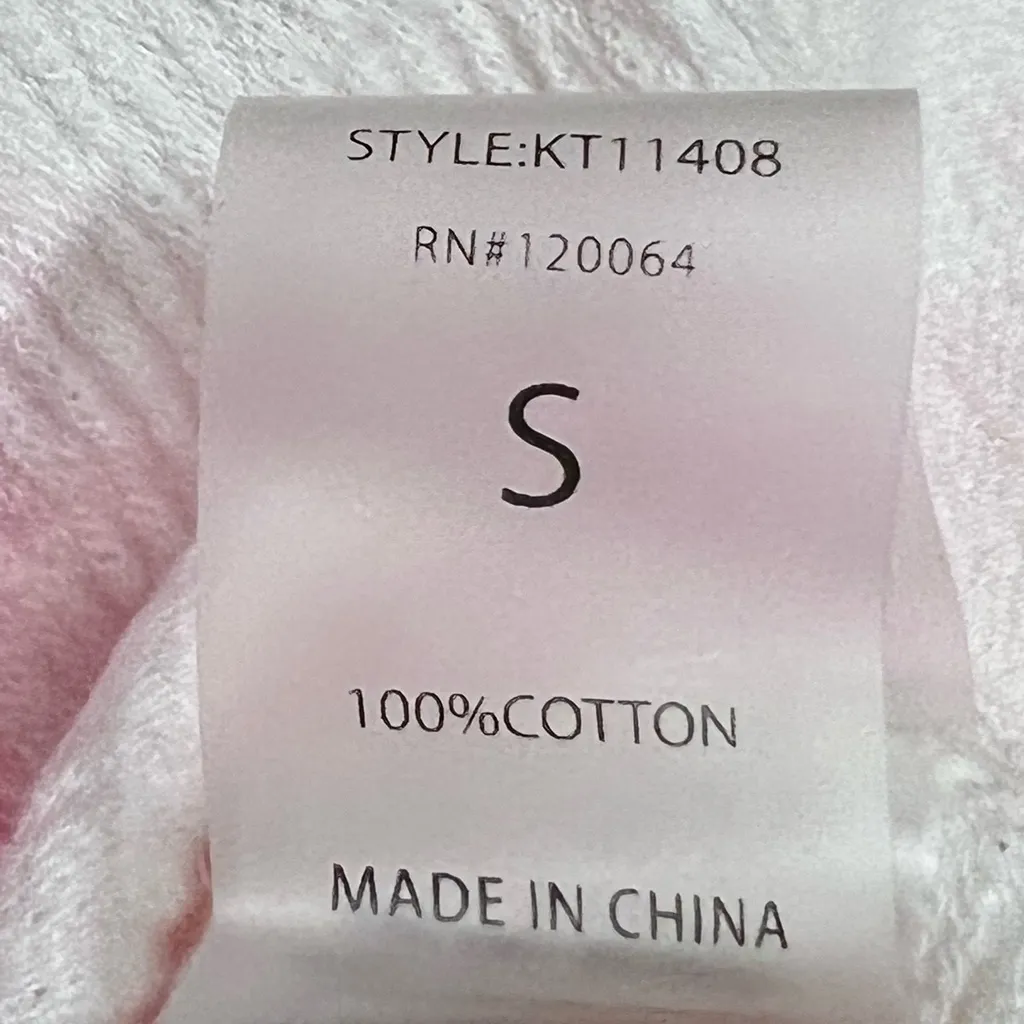 STYLE:KT11408
RN#120064
S
100%COTTON
MADE IN CHINA